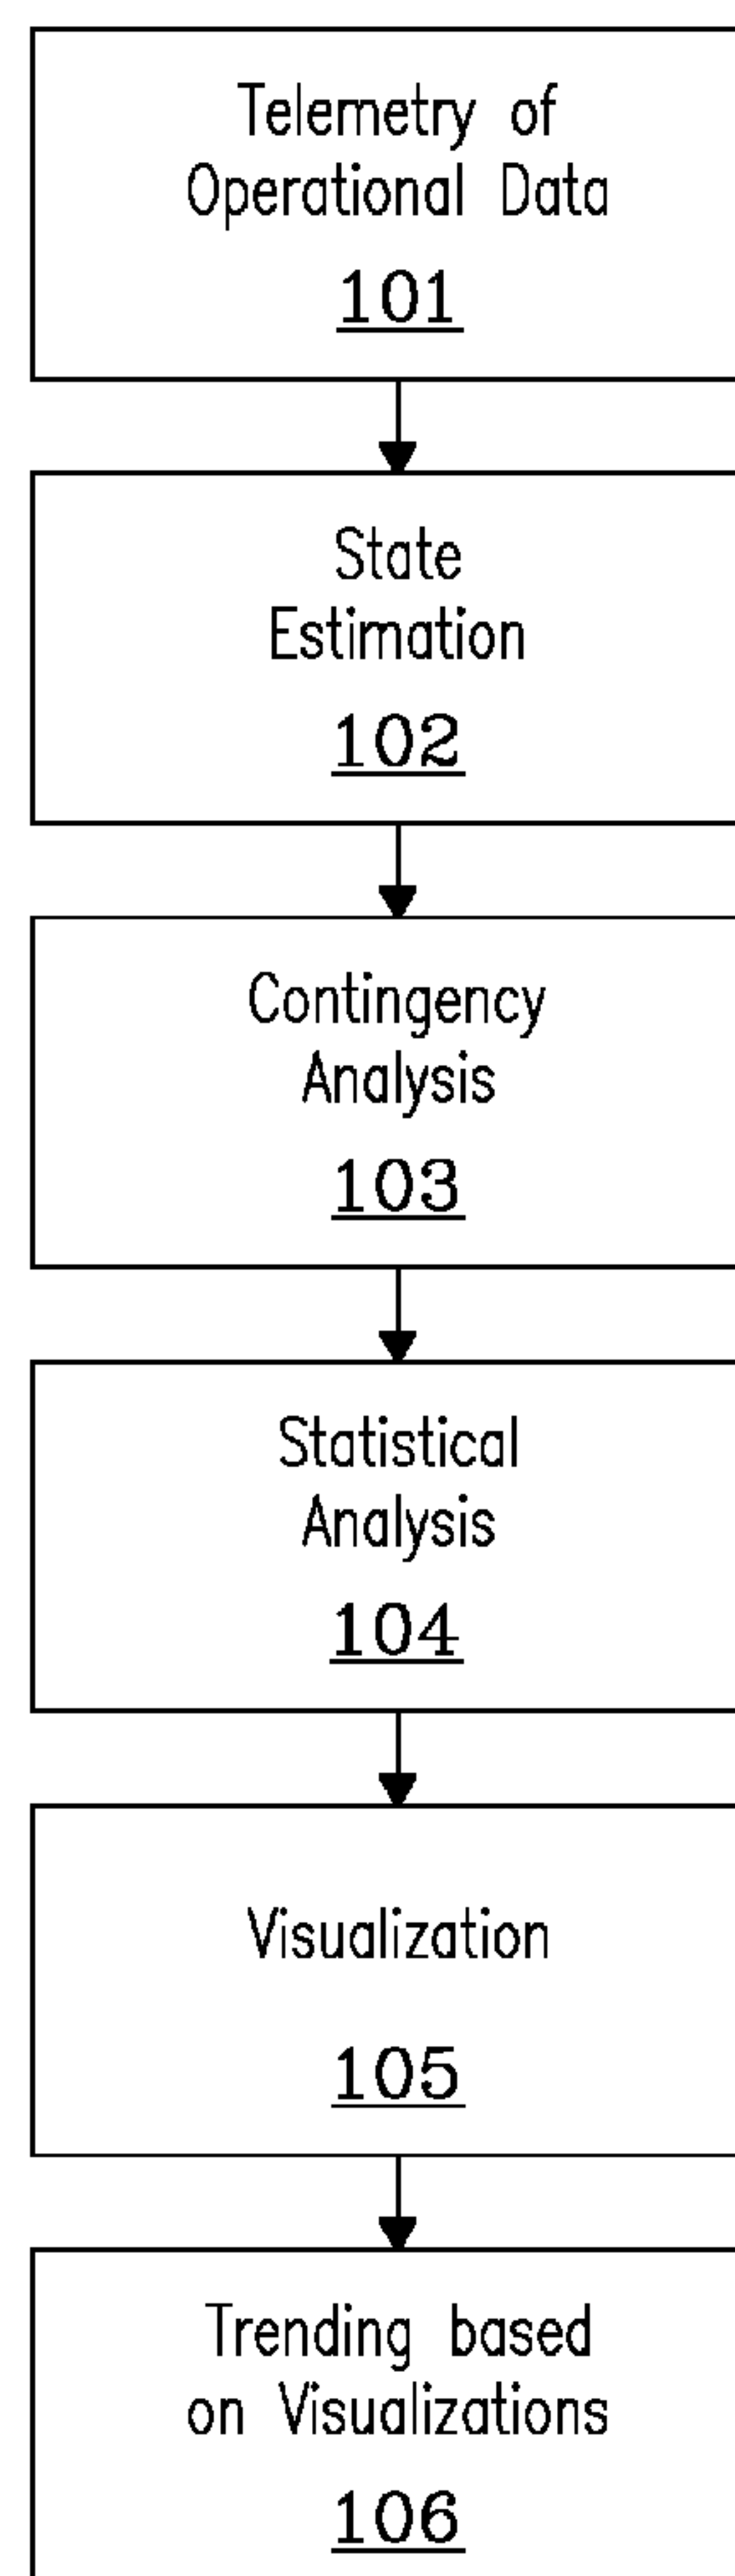 Telemetry of
Operational Data
101
State
Estimation
102
Contingency
Analysis
103
Statistical
Analysis
104
Visualization
105
Trending based
on Visualizations
106